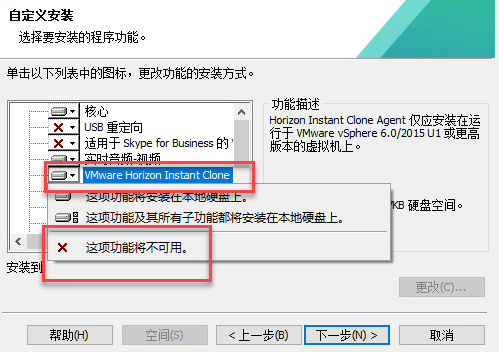 自定义安装
选择要安装的程序功能。
单击以下列表中的图标，更改功能的安装方式。
核心
USB 重定向
适用于 Skype for Business 的
实时音频-视频
VMware Horizon Instant Clone
这项功能将安装在本地硬盘上。
这项功能及其所有子功能都将安装在本地硬盘上。
这项功能将不可用。
功能描述
Horizon Instant Clone Agent 仅应安装在运
行于 VMware vSphere 6.0/2015 U1 或更高
版本的虚拟机上。
KB 硬盘空间。
安装到
更改(C)...
帮助(H)
空间(S)
< 上一步(B)
下一步(N) >
取消